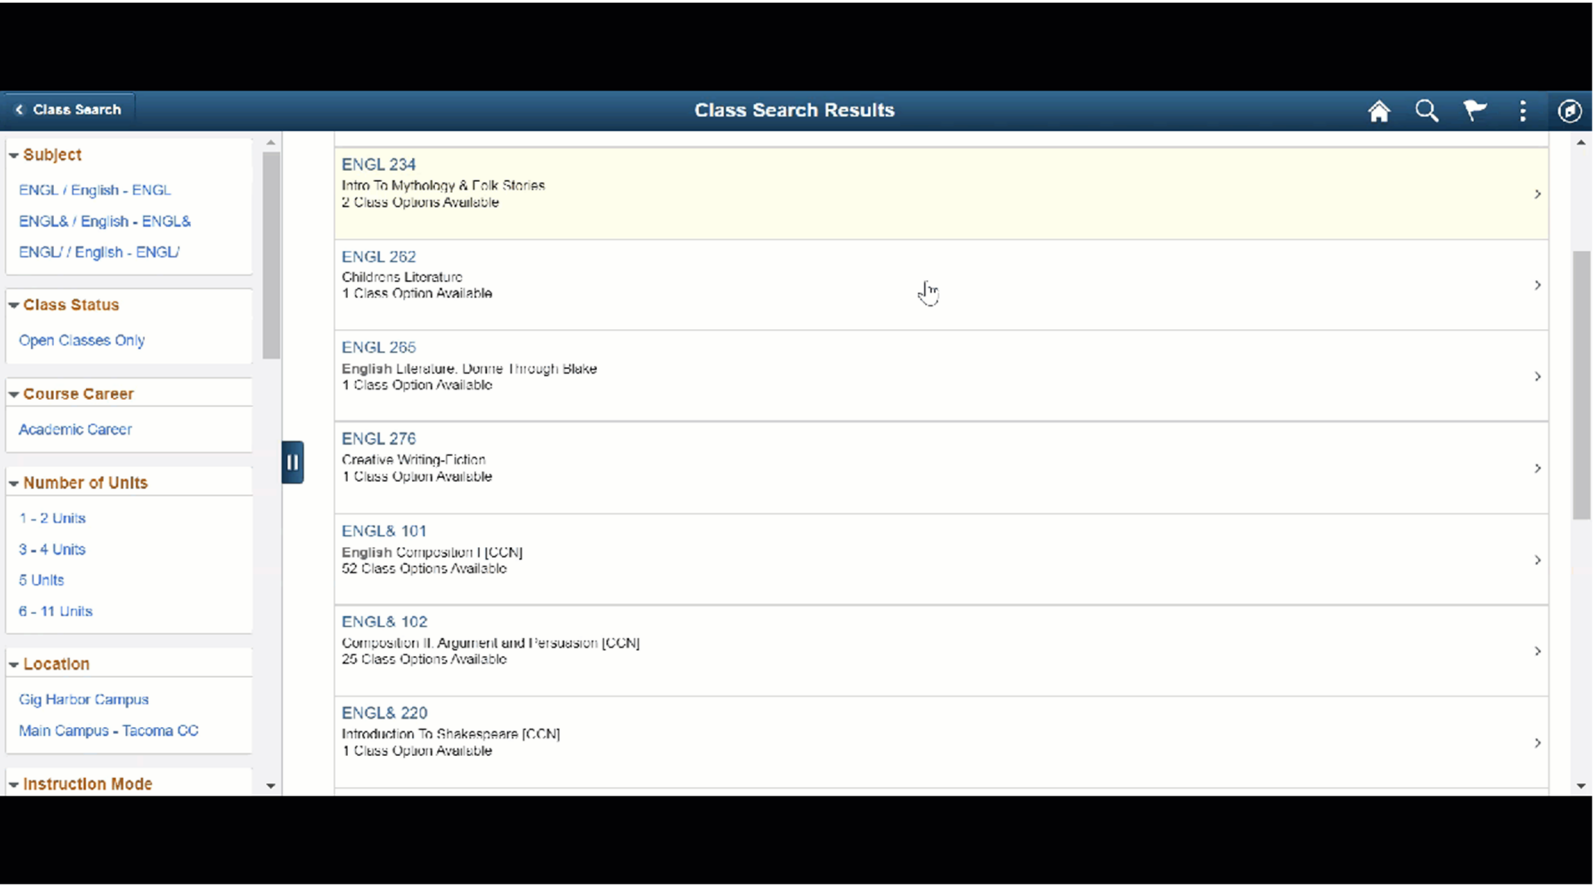 Class Search
Class Search Results
Subject
ENGL / English - ENGL
ENGL& / English - ENGL&
ENGL/ / English - ENGL/
Class Status
Open Classes Only
Course Career
Academic Career
Number of Units
1 - 2 Units
3 - 4 Units
5 Units
6 - 11 Units
Location
Gig Harbor Campus
Main Campus - Tacoma CC
Instruction Mode
ENGL 234
Intro To Mythology & Folk Stories
2 Class Options Available
ENGL 262
Childrens Literature
1 Class Option Available
ENGL 265
English Literature: Donne Through Blake
1 Class Option Available
ENGL 276
Creative Writing-Fiction
1 Class Option Available
ENGL& 101
English Composition I [CCN]
52 Class Options Available
ENGL& 102
Composition II: Argument and Persuasion [CCN]
25 Class Options Available
ENGL& 220
Introduction To Shakespeare [CCN]
1 Class Option Available